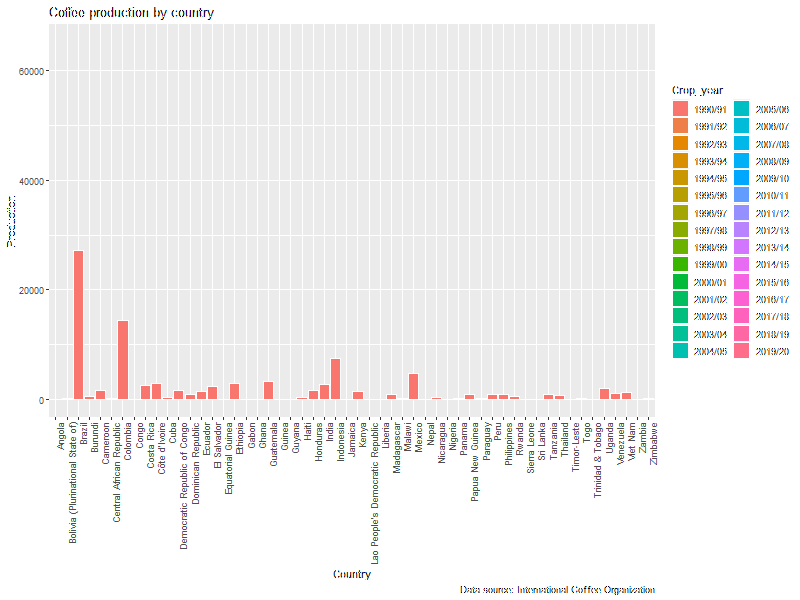 Coffee production by country
60000
40000
20000
0
Production
Angola
Bolivia (Plurinational State of)
Brazil
Burundi
Cameroon
Central African Republic
Colombia
Congo
Costa Rica
Côte d'Ivoire
Cuba
Democratic Republic of Congo
Dominican Republic
Ecuador
El Salvador
Equatorial Guinea
Ethiopia
Gabon
Ghana
Guatemala
Guinea
Guyana
Haiti
Honduras
India
Indonesia
Jamaica
Kenya
Lao People's Democratic Republic
Liberia
Madagascar
Malawi
Mexico
Nepal
Nicaragua
Nigeria
Panama
Papua New Guinea
Paraguay
Peru
Philippines
Rwanda
Sierra Leone
Sri Lanka
Tanzania
Thailand
Timor-Leste
Togo
Trinidad & Tobago
Uganda
Venezuela
Viet Nam
Zambia
Zimbabwe
Country
Data source: International Coffee Organization
Crop_year
1990/91
1991/92
1992/93
1993/94
1994/95
1995/96
1996/97
1997/98
1998/99
1999/00
2000/01
2001/02
2002/03
2003/04
2004/05
2005/06
2006/07
2007/08
2008/09
2009/10
2010/11
2011/12
2012/13
2013/14
2014/15
2015/16
2016/17
2017/18
2018/19
2019/20